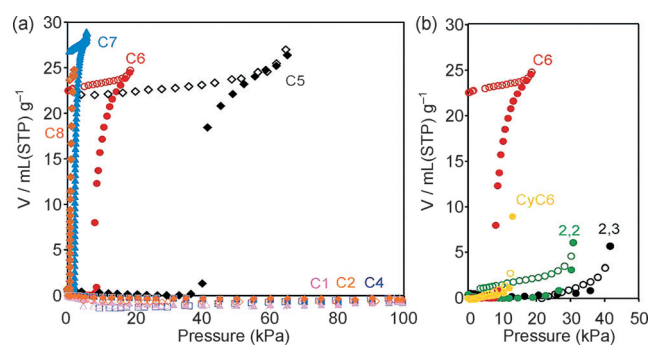 (a)
V / mL(STP) g⁻¹
30
25
20
15
10
5
0
C7
C6
C5
C8
C1 C2 C4
0 20 40 60 80 100
Pressure (kPa)
(b)
V / mL(STP) g⁻¹
30
25
20
15
10
5
0
C6
CyC6
2,2
2,3
0 10 20 30 40 50
Pressure (kPa)